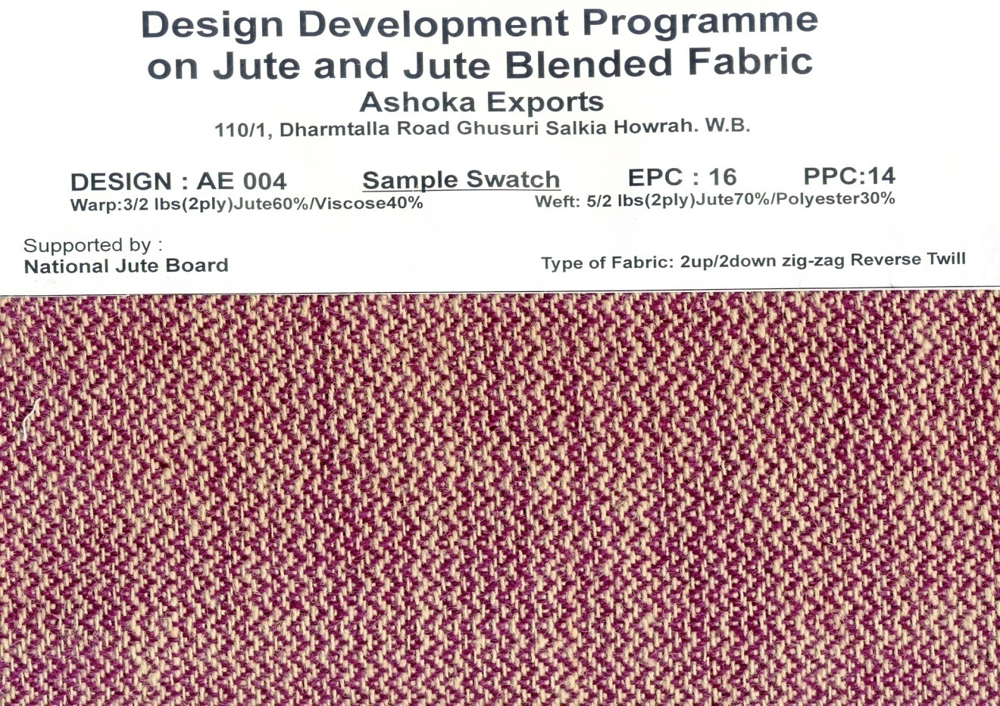 Design Development Programme
on Jute and Jute Blended Fabric
Ashoka Exports
110/1, Dharmtalla Road Ghusuri Salkia Howrah. W.B.
DESIGN : AE 004 Sample Swatch EPC : 16 PPC:14
Warp:3/2 lbs(2ply)Jute60%/Viscose40% Weft: 5/2 lbs(2ply)Jute70%/Polyester30%
Supported by :
National Jute Board Type of Fabric: 2up/2down zig-zag Reverse Twill